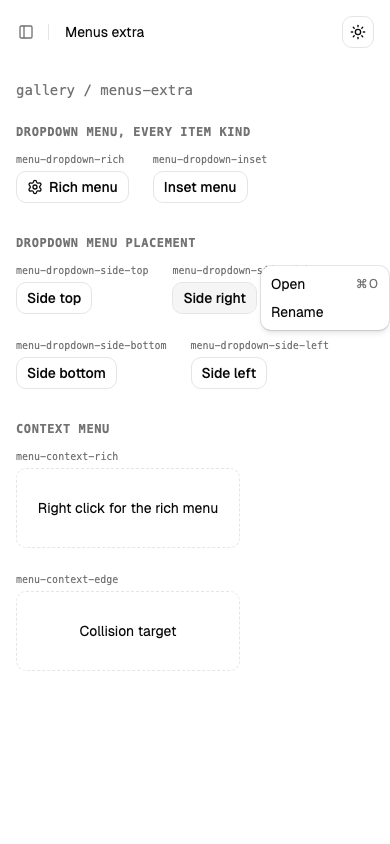 Menus extra
gallery / menus-extra
DROPDOWN MENU, EVERY ITEM KIND
menu-dropdown-rich menu-dropdown-inset
Rich menu Inset menu
DROPDOWN MENU PLACEMENT
menu-dropdown-side-top
Side top Side right
Open ⌘O
Rename
menu-dropdown-side-bottom menu-dropdown-side-left
Side bottom Side left
CONTEXT MENU
menu-context-rich
Right click for the rich menu
menu-context-edge
Collision target